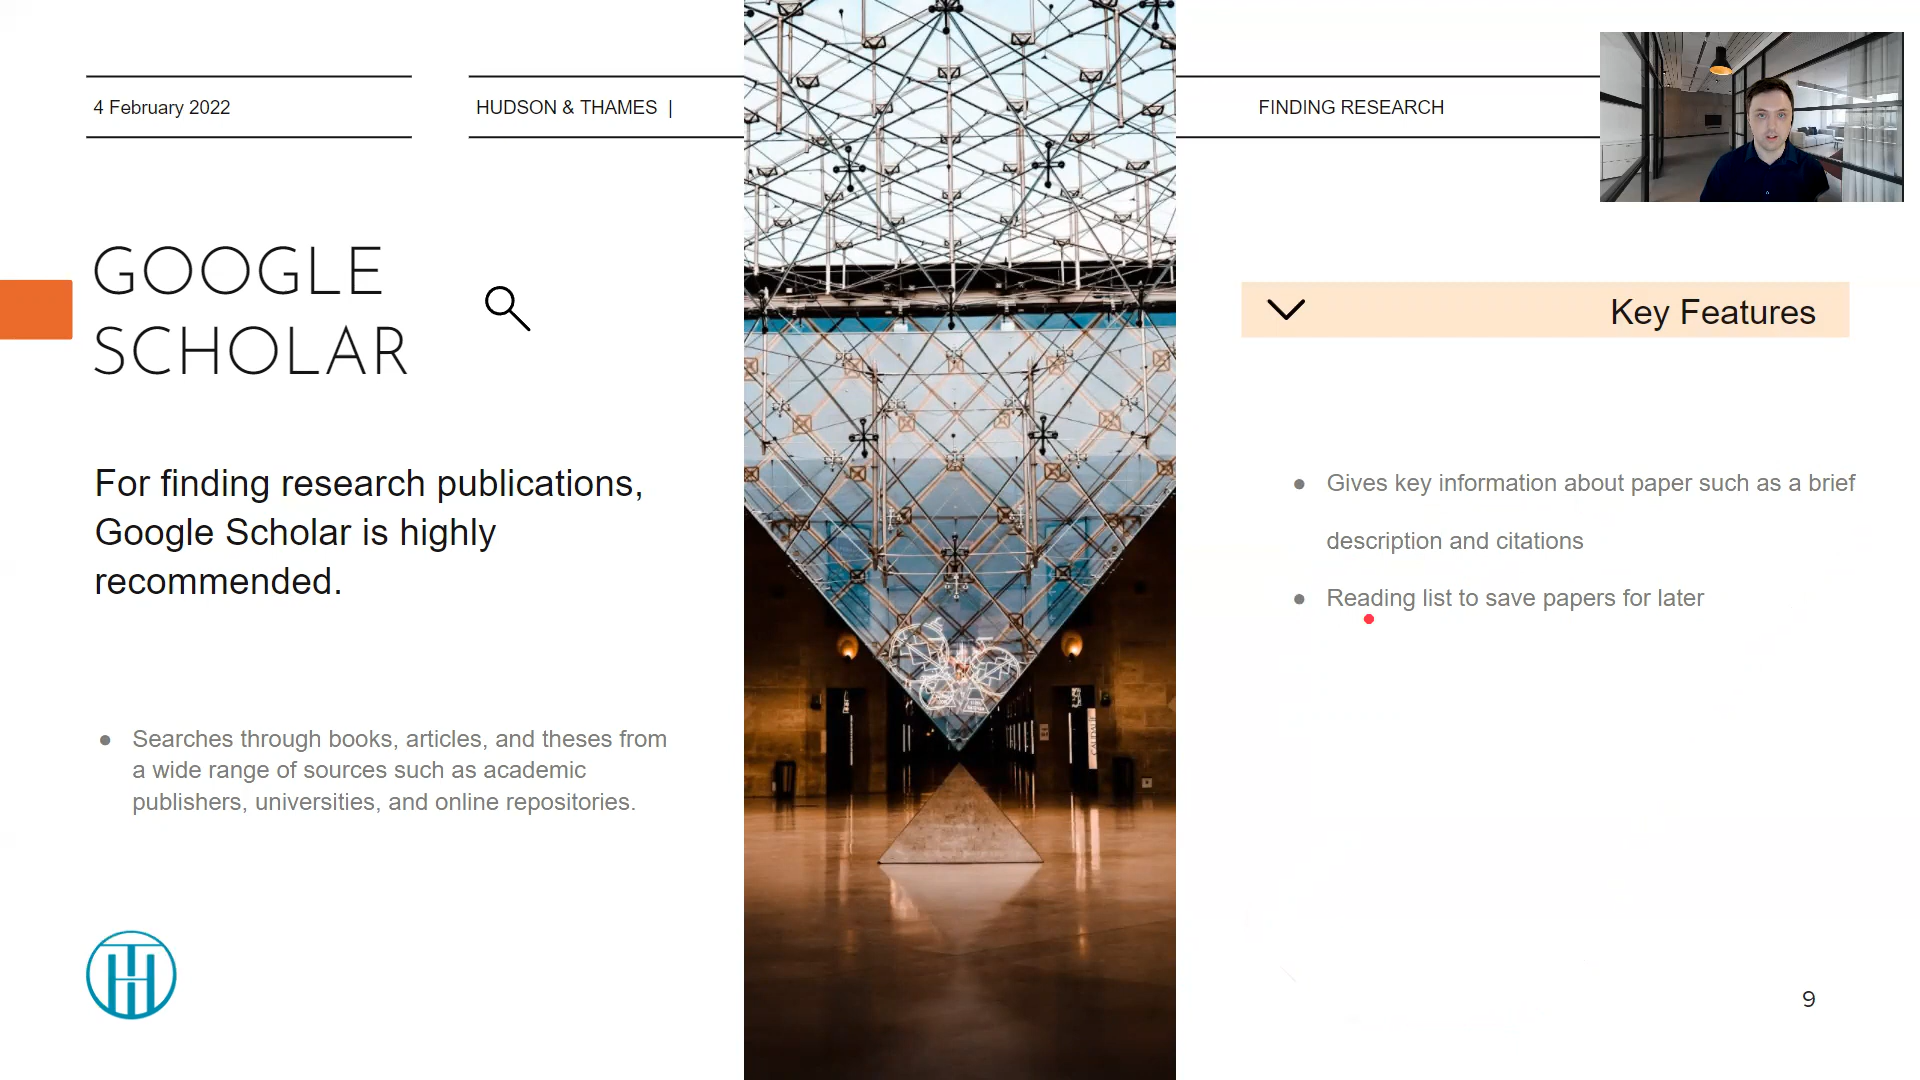 4 February 2022
HUDSON & THAMES |
FINDING RESEARCH
GOOGLE
SCHOLAR
For finding research publications,
Google Scholar is highly
recommended.
● Searches through books, articles, and theses from
a wide range of sources such as academic
publishers, universities, and online repositories.
Key Features
● Gives key information about paper such as a brief
description and citations
● Reading list to save papers for later
9